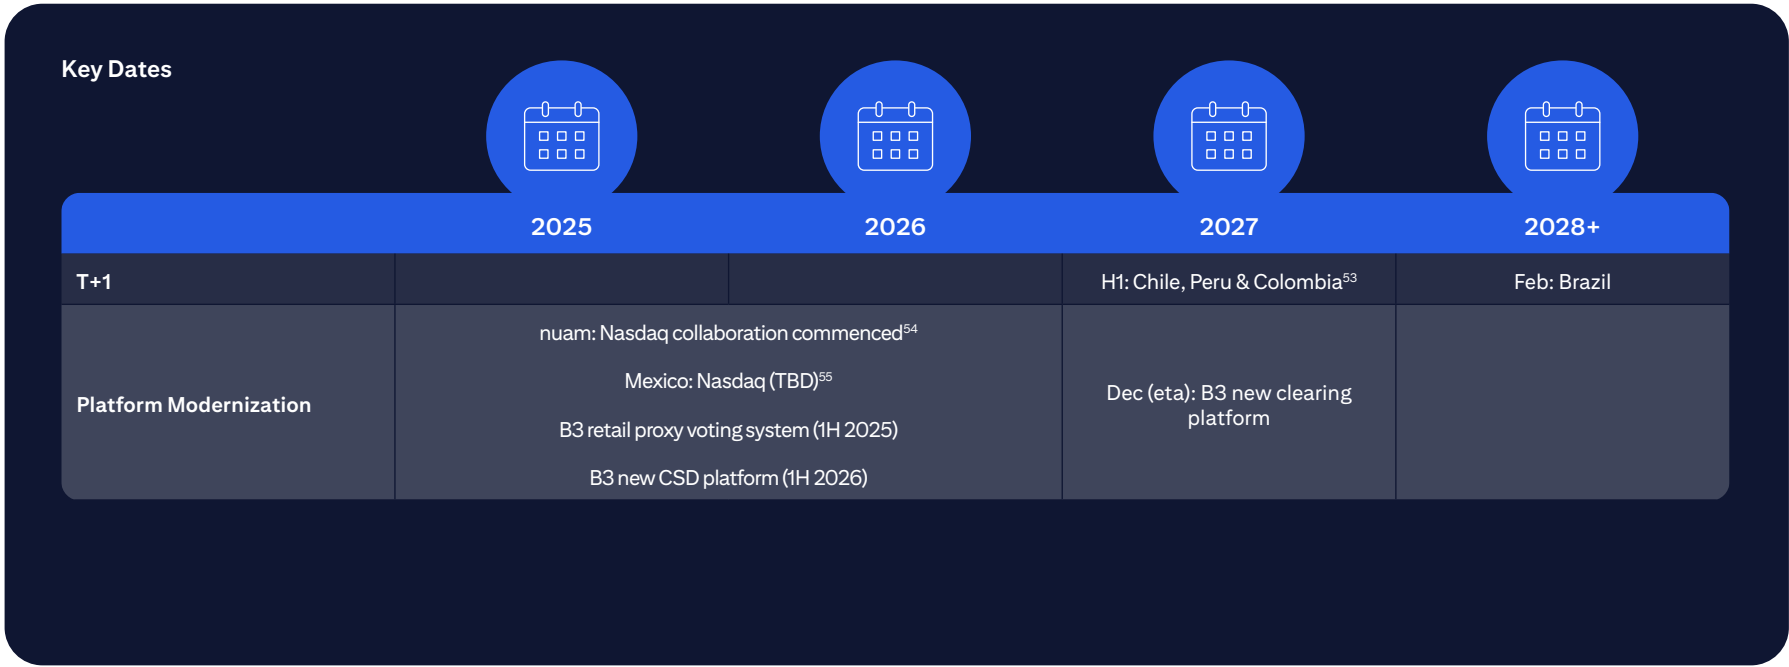 Key Dates
2025
2026
2027
2028+
T+1
H1: Chile, Peru & Colombia⁵³
Feb: Brazil
Platform Modernization
nuam: Nasdaq collaboration commenced⁵⁴
Mexico: Nasdaq (TBD)⁵⁵
B3 retail proxy voting system (1H 2025)
B3 new CSD platform (1H 2026)
Dec (eta): B3 new clearing
platform